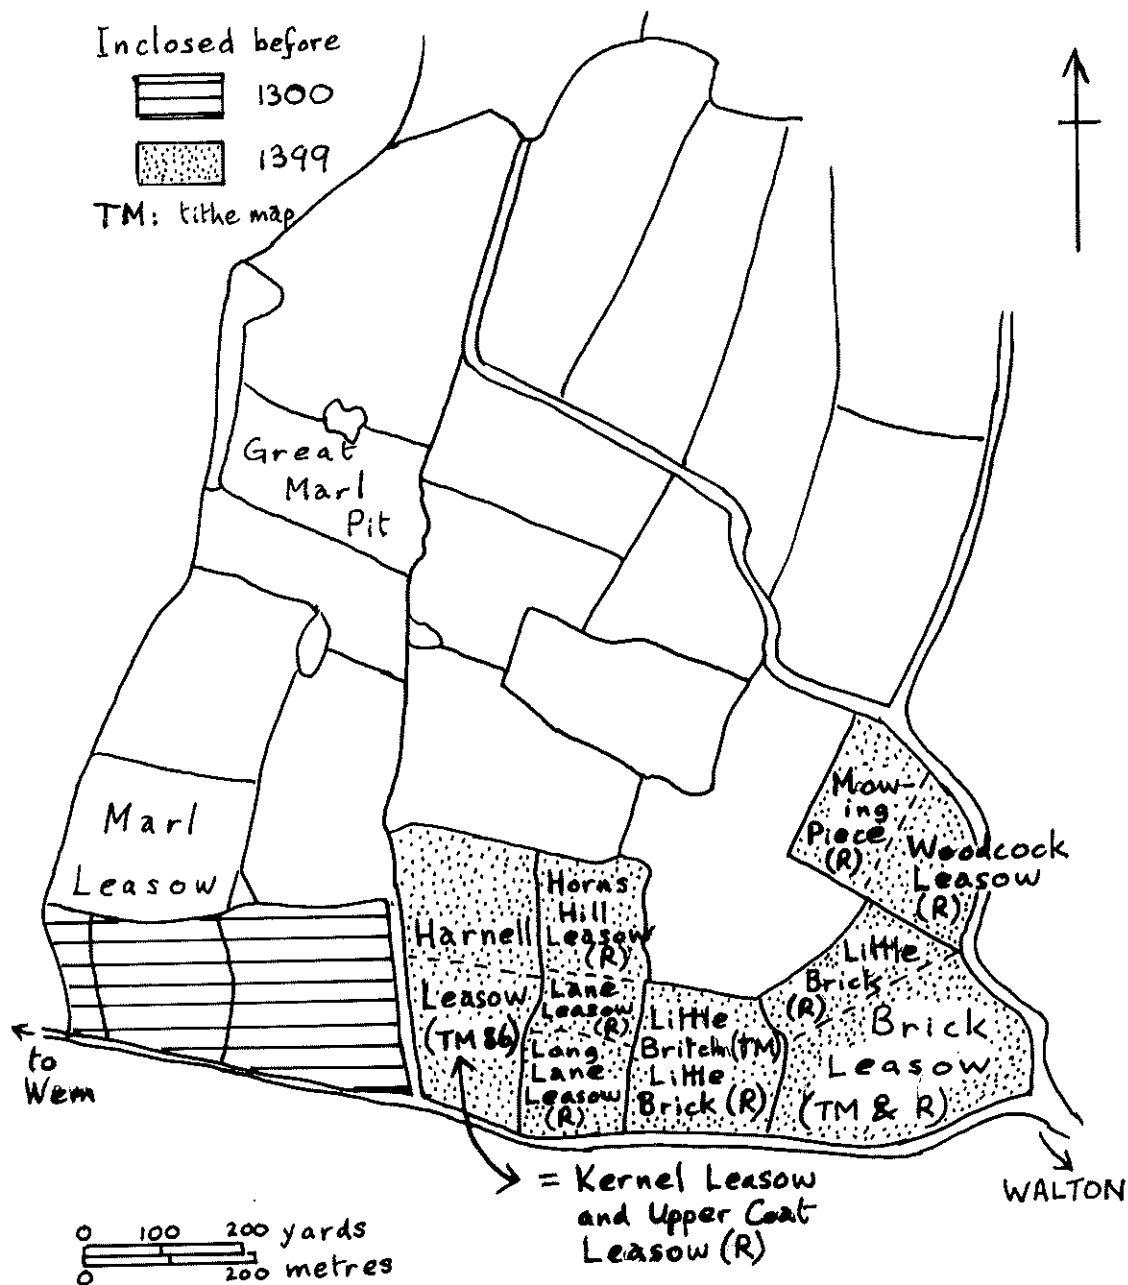 Inclosed before
1300
1399
TM: tithe map
Great
Marl
Pit
Marl
Leasow
Mow-
ing
Piece
(R)
Woodcock
Leasow
(R)
Horns
Hill
Leasow
(R)
Harnell
Leasow
(TM 86)
Lane
Leasow
(R)
Long
Lane
Leasow
(R)
Little
Britch (TM)
Little
Brick (R)
Little
Brick
(R)
Brick
Leasow
(TM & R)
to
Wem
WALTON
= Kernel Leasow
and Upper Coat
Leasow (R)
0 100 200 yards
0 200 metres